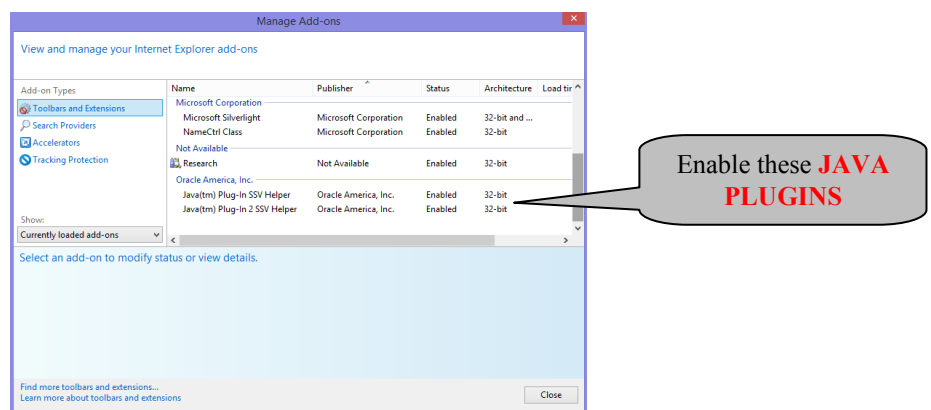 Manage Add-ons
View and manage your Internet Explorer add-ons
Add-on Types
Toolbars and Extensions
Search Providers
Accelerators
Tracking Protection
Show:
Currently loaded add-ons
Name Publisher Status Architecture Load tir
Microsoft Corporation
Microsoft Silverlight Microsoft Corporation Enabled 32-bit and ...
NameCtrl Class Microsoft Corporation Enabled 32-bit
Not Available
Research Not Available Enabled 32-bit
Oracle America, Inc.
Java(tm) Plug-In SSV Helper Oracle America, Inc. Enabled 32-bit
Java(tm) Plug-In 2 SSV Helper Oracle America, Inc. Enabled 32-bit
Enable these JAVA
PLUGINS
Select an add-on to modify status or view details.
Find more toolbars and extensions...
Learn more about toolbars and extensions
Close